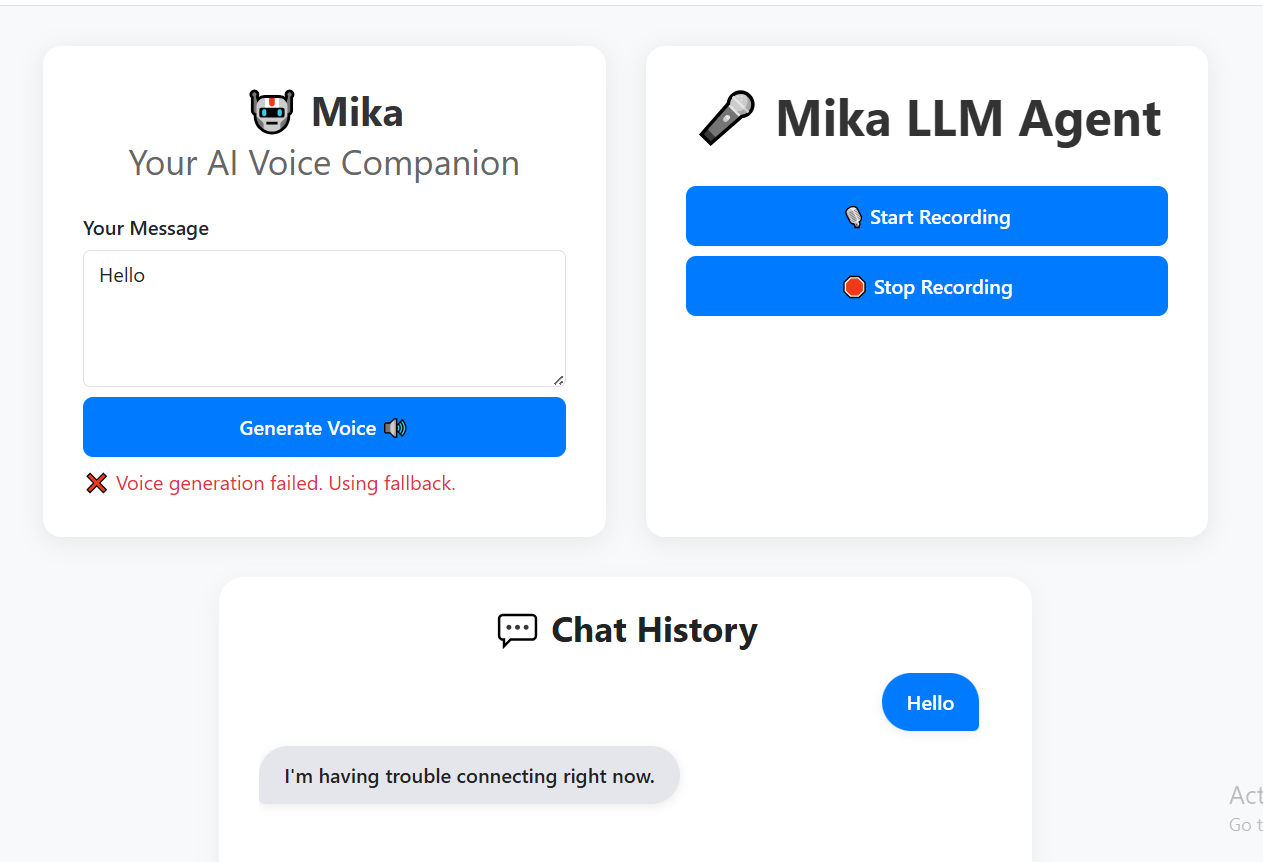 Mika
Your AI Voice Companion
Your Message
Hello
Generate Voice
Voice generation failed. Using fallback.
Mika LLM Agent
Start Recording
Stop Recording
Chat History
Hello
I'm having trouble connecting right now.
Go t